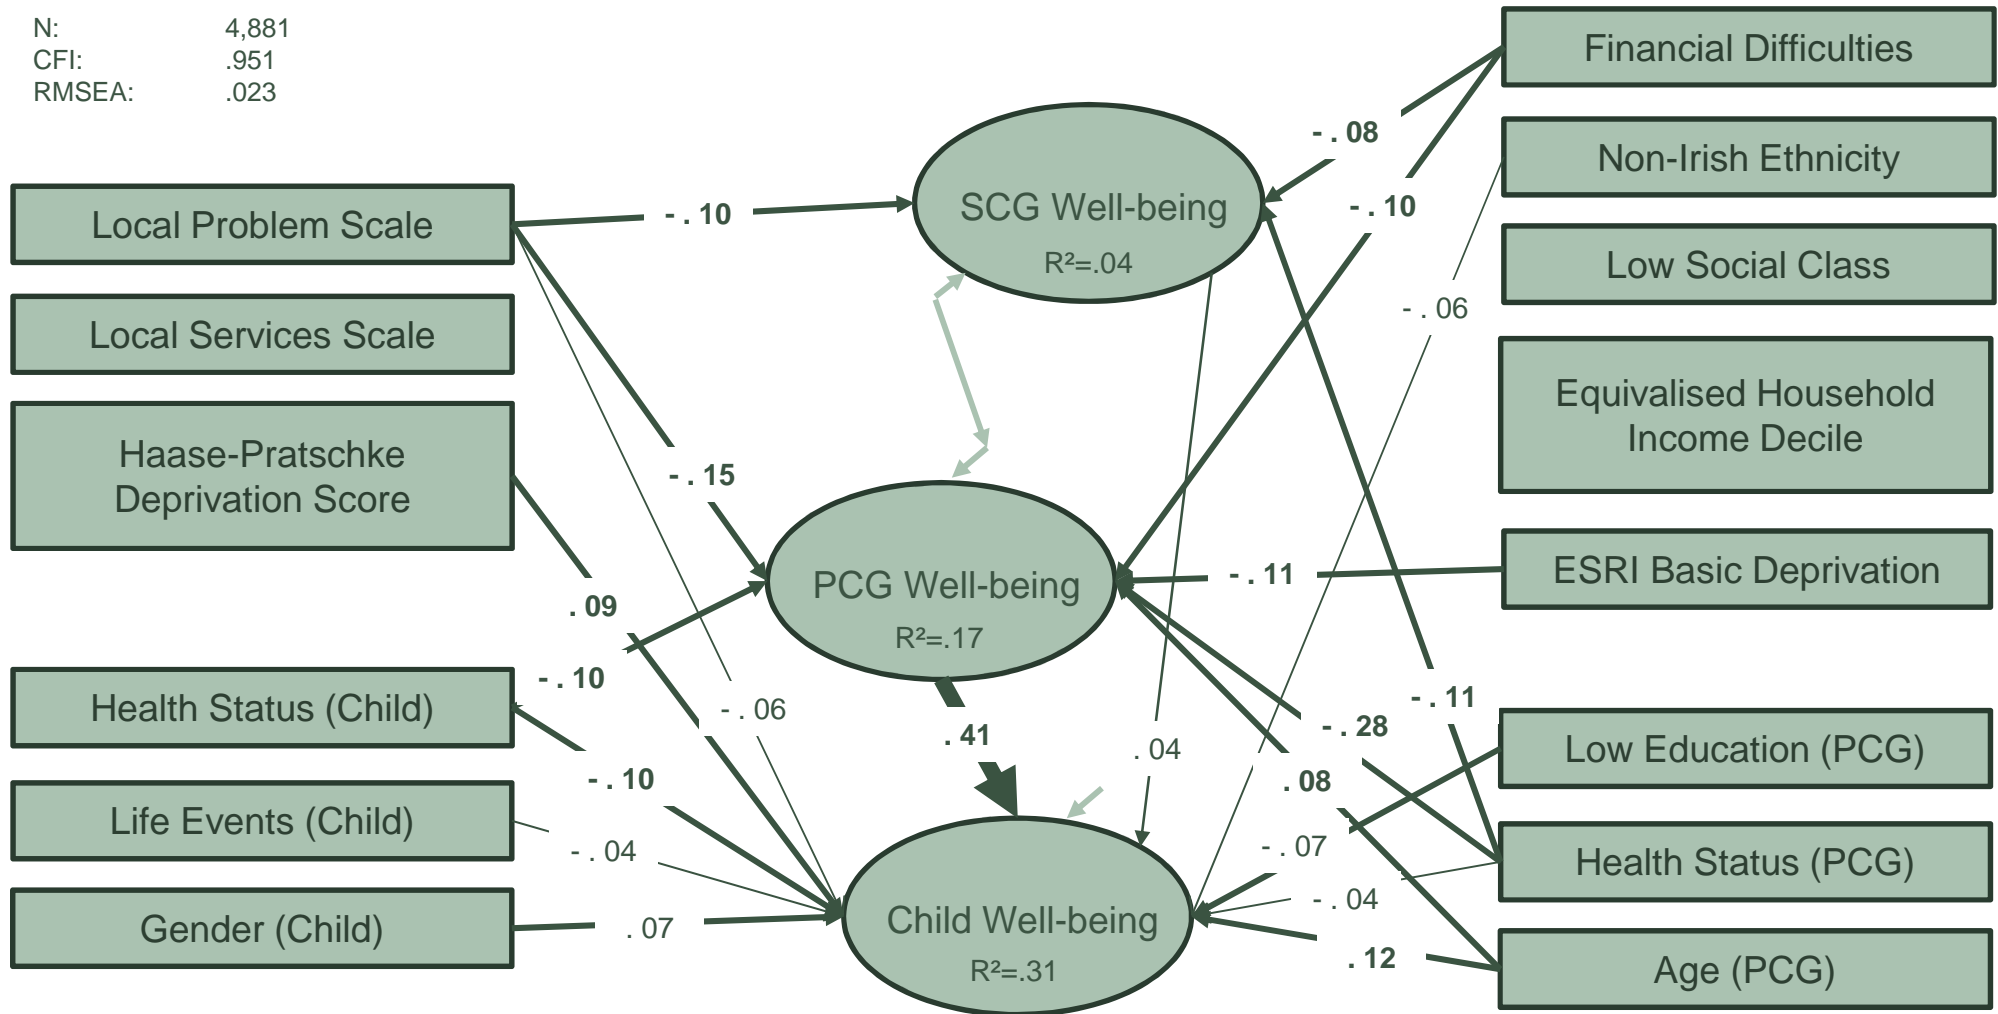 N: 4,881
CFI: .951
RMSEA: .023
Local Problem Scale
Local Services Scale
Haase-Pratschke
Deprivation Score
Health Status (Child)
Life Events (Child)
Gender (Child)
- . 10
- . 15
. 09
- . 10
- . 06
- . 10
- . 04
. 07
SCG Well-being
R²=.04
PCG Well-being
R²=.17
. 41
. 04
Child Well-being
R²=.31
- . 08
- . 10
- . 06
- . 11
- . 11
- . 28
. 08
- . 07
- . 04
. 12
Financial Difficulties
Non-Irish Ethnicity
Low Social Class
Equivalised Household
Income Decile
ESRI Basic Deprivation
Low Education (PCG)
Health Status (PCG)
Age (PCG)